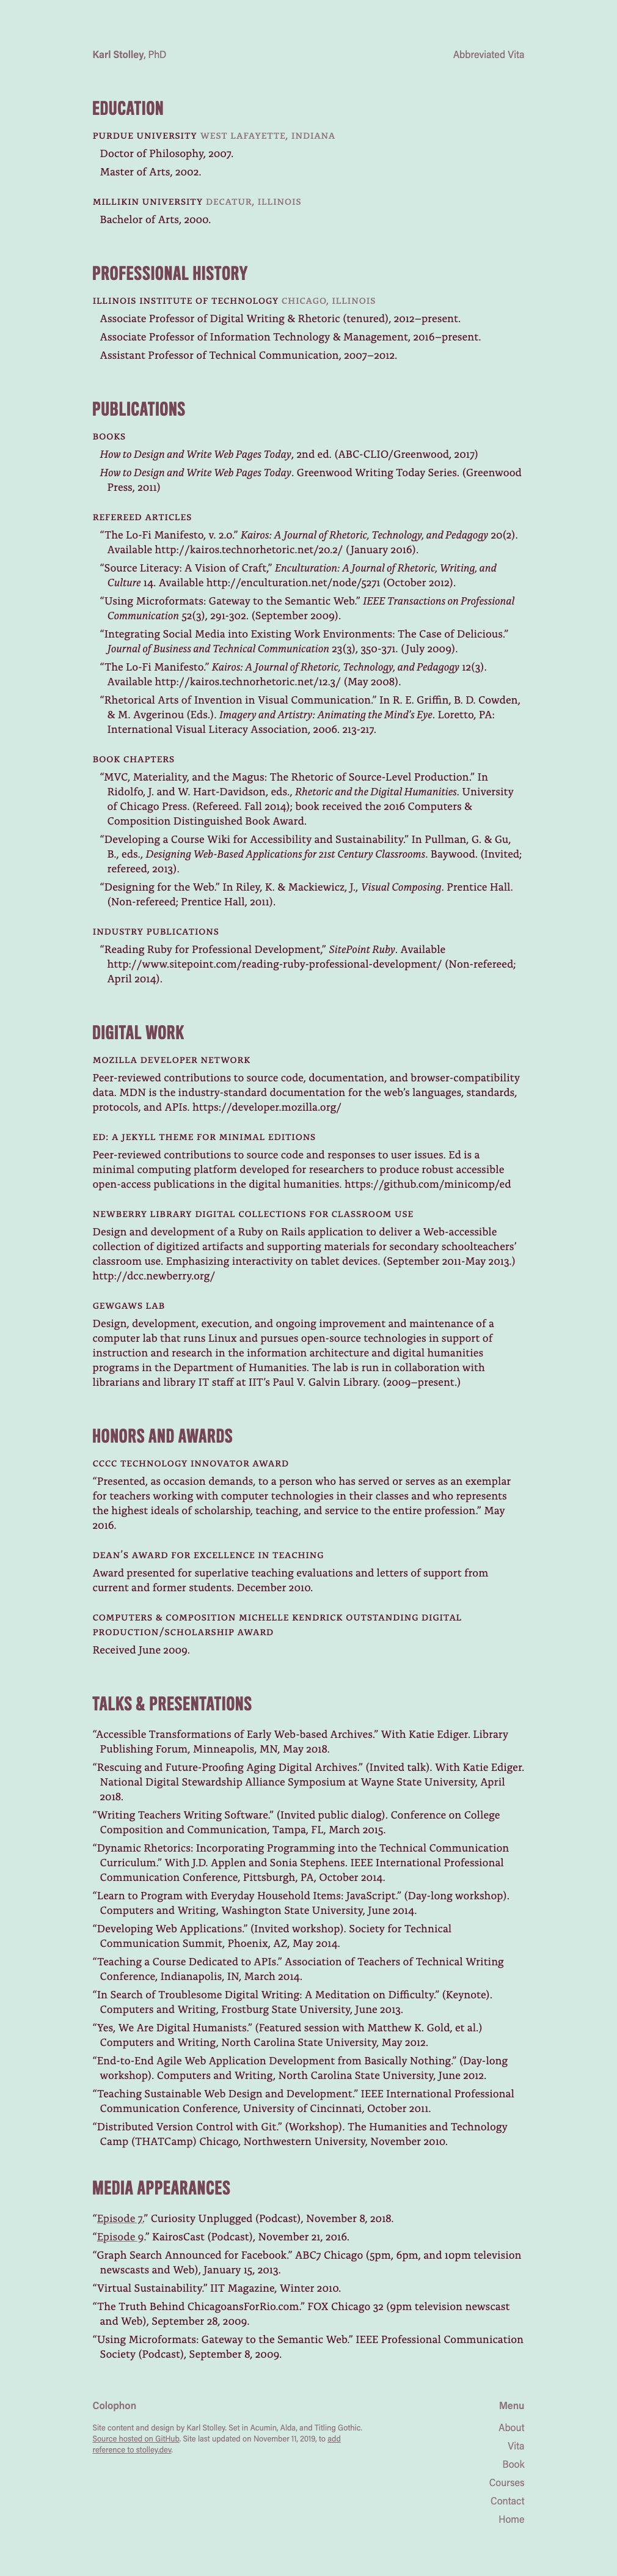 Karl Stolley, PhD
Abbreviated Vita
EDUCATION
PURDUE UNIVERSITY WEST LAFAYETTE, INDIANA
Doctor of Philosophy, 2007.
Master of Arts, 2002.
MILLIKIN UNIVERSITY DECATUR, ILLINOIS
Bachelor of Arts, 2000.
PROFESSIONAL HISTORY
ILLINOIS INSTITUTE OF TECHNOLOGY CHICAGO, ILLINOIS
Associate Professor of Digital Writing & Rhetoric (tenured), 2012–present.
Associate Professor of Information Technology & Management, 2016–present.
Assistant Professor of Technical Communication, 2007–2012.
PUBLICATIONS
BOOKS
How to Design and Write Web Pages Today, 2nd ed. (ABC-CLIO/Greenwood, 2017)
How to Design and Write Web Pages Today. Greenwood Writing Today Series. (Greenwood
Press, 2011)
REFEREED ARTICLES
“The Lo-Fi Manifesto, v. 2.0.” Kairos: A Journal of Rhetoric, Technology, and Pedagogy 20(2).
Available http://kairos.technorhetoric.net/20.2/ (January 2016).
“Source Literacy: A Vision of Craft,” Enculturation: A Journal of Rhetoric, Writing, and
Culture 14. Available http://enculturation.net/node/5271 (October 2012).
“Using Microformats: Gateway to the Semantic Web.” IEEE Transactions on Professional
Communication 52(3), 291-302. (September 2009).
“Integrating Social Media into Existing Work Environments: The Case of Delicious.”
Journal of Business and Technical Communication 23(3), 350-371. (July 2009).
“The Lo-Fi Manifesto.” Kairos: A Journal of Rhetoric, Technology, and Pedagogy 12(3).
Available http://kairos.technorhetoric.net/12.3/ (May 2008).
“Rhetorical Arts of Invention in Visual Communication.” In R. E. Griffin, B. D. Cowden,
& M. Avgerinou (Eds.). Imagery and Artistry: Animating the Mind’s Eye. Loretto, PA:
International Visual Literacy Association, 2006. 213-217.
BOOK CHAPTERS
“MVC, Materiality, and the Magus: The Rhetoric of Source-Level Production.” In
Ridolfo, J. and W. Hart-Davidson, eds., Rhetoric and the Digital Humanities. University
of Chicago Press. (Refereed. Fall 2014); book received the 2016 Computers &
Composition Distinguished Book Award.
“Developing a Course Wiki for Accessibility and Sustainability.” In Pullman, G. & Gu,
B., eds., Designing Web-Based Applications for 21st Century Classrooms. Baywood. (Invited;
refereed, 2013).
“Designing for the Web.” In Riley, K. & Mackiewicz, J., Visual Composing. Prentice Hall.
(Non-refereed; Prentice Hall, 2011).
INDUSTRY PUBLICATIONS
“Reading Ruby for Professional Development,” SitePoint Ruby. Available
http://www.sitepoint.com/reading-ruby-professional-development/ (Non-refereed;
April 2014).
DIGITAL WORK
MOZILLA DEVELOPER NETWORK
Peer-reviewed contributions to source code, documentation, and browser-compatibility
data. MDN is the industry-standard documentation for the web’s languages, standards,
protocols, and APIs. https://developer.mozilla.org/
ED: A JEKYLL THEME FOR MINIMAL EDITIONS
Peer-reviewed contributions to source code and responses to user issues. Ed is a
minimal computing platform developed for researchers to produce robust accessible
open-access publications in the digital humanities. https://github.com/minicomp/ed
NEWBERRY LIBRARY DIGITAL COLLECTIONS FOR CLASSROOM USE
Design and development of a Ruby on Rails application to deliver a Web-accessible
collection of digitized artifacts and supporting materials for secondary schoolteachers’
classroom use. Emphasizing interactivity on tablet devices. (September 2011-May 2013.)
http://dcc.newberry.org/
GEWGAWS LAB
Design, development, execution, and ongoing improvement and maintenance of a
computer lab that runs Linux and pursues open-source technologies in support of
instruction and research in the information architecture and digital humanities
programs in the Department of Humanities. The lab is run in collaboration with
librarians and library IT staff at IIT’s Paul V. Galvin Library. (2009–present.)
HONORS AND AWARDS
CCCC TECHNOLOGY INNOVATOR AWARD
“Presented, as occasion demands, to a person who has served or serves as an exemplar
for teachers working with computer technologies in their classes and who represents
the highest ideals of scholarship, teaching, and service to the entire profession.” May
2016.
DEAN’S AWARD FOR EXCELLENCE IN TEACHING
Award presented for superlative teaching evaluations and letters of support from
current and former students. December 2010.
COMPUTERS & COMPOSITION MICHELLE KENDRICK OUTSTANDING DIGITAL
PRODUCTION/SCHOLARSHIP AWARD
Received June 2009.
TALKS & PRESENTATIONS
“Accessible Transformations of Early Web-based Archives.” With Katie Ediger. Library
Publishing Forum, Minneapolis, MN, May 2018.
“Rescuing and Future-Proofing Aging Digital Archives.” (Invited talk). With Katie Ediger.
National Digital Stewardship Alliance Symposium at Wayne State University, April
2018.
“Writing Teachers Writing Software.” (Invited public dialog). Conference on College
Composition and Communication, Tampa, FL, March 2015.
“Dynamic Rhetorics: Incorporating Programming into the Technical Communication
Curriculum.” With J.D. Applen and Sonia Stephens. IEEE International Professional
Communication Conference, Pittsburgh, PA, October 2014.
“Learn to Program with Everyday Household Items: JavaScript.” (Day-long workshop).
Computers and Writing, Washington State University, June 2014.
“Developing Web Applications.” (Invited workshop). Society for Technical
Communication Summit, Phoenix, AZ, May 2014.
“Teaching a Course Dedicated to APIs.” Association of Teachers of Technical Writing
Conference, Indianapolis, IN, March 2014.
“In Search of Troublesome Digital Writing: A Meditation on Difficulty.” (Keynote).
Computers and Writing, Frostburg State University, June 2013.
“Yes, We Are Digital Humanists.” (Featured session with Matthew K. Gold, et al.)
Computers and Writing, North Carolina State University, May 2012.
“End-to-End Agile Web Application Development from Basically Nothing.” (Day-long
workshop). Computers and Writing, North Carolina State University, June 2012.
“Teaching Sustainable Web Design and Development.” IEEE International Professional
Communication Conference, University of Cincinnati, October 2011.
“Distributed Version Control with Git.” (Workshop). The Humanities and Technology
Camp (THATCamp) Chicago, Northwestern University, November 2010.
MEDIA APPEARANCES
“Episode 7.” Curiosity Unplugged (Podcast), November 8, 2018.
“Episode 9.” KairosCast (Podcast), November 21, 2016.
“Graph Search Announced for Facebook.” ABC7 Chicago (5pm, 6pm, and 10pm television
newscasts and Web), January 15, 2013.
“Virtual Sustainability.” IIT Magazine, Winter 2010.
“The Truth Behind ChicagoansForRio.com.” FOX Chicago 32 (9pm television newscast
and Web), September 28, 2009.
“Using Microformats: Gateway to the Semantic Web.” IEEE Professional Communication
Society (Podcast), September 8, 2009.
Colophon
Site content and design by Karl Stolley. Set in Acumin, Alda, and Titling Gothic.
Source hosted on GitHub. Site last updated on November 11, 2019, to add
reference to stolley.dev.
Menu
About
Vita
Book
Courses
Contact
Home